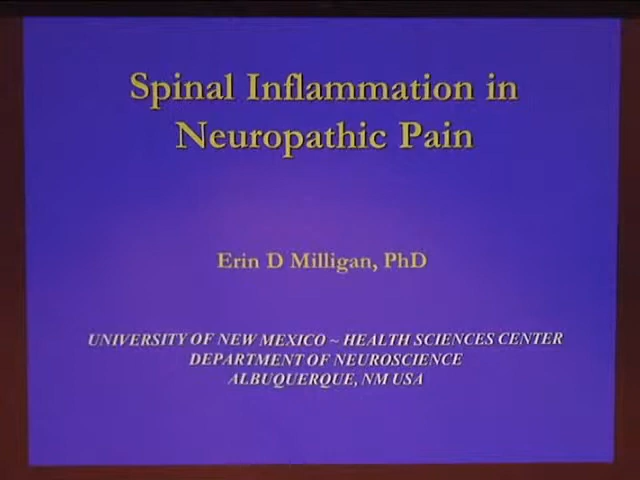 Spinal Inflammation in
Neuropathic Pain
Erin D Milligan, PhD
UNIVERSITY OF NEW MEXICO ~ HEALTH SCIENCES CENTER
DEPARTMENT OF NEUROSCIENCE
ALBUQUERQUE, NM USA